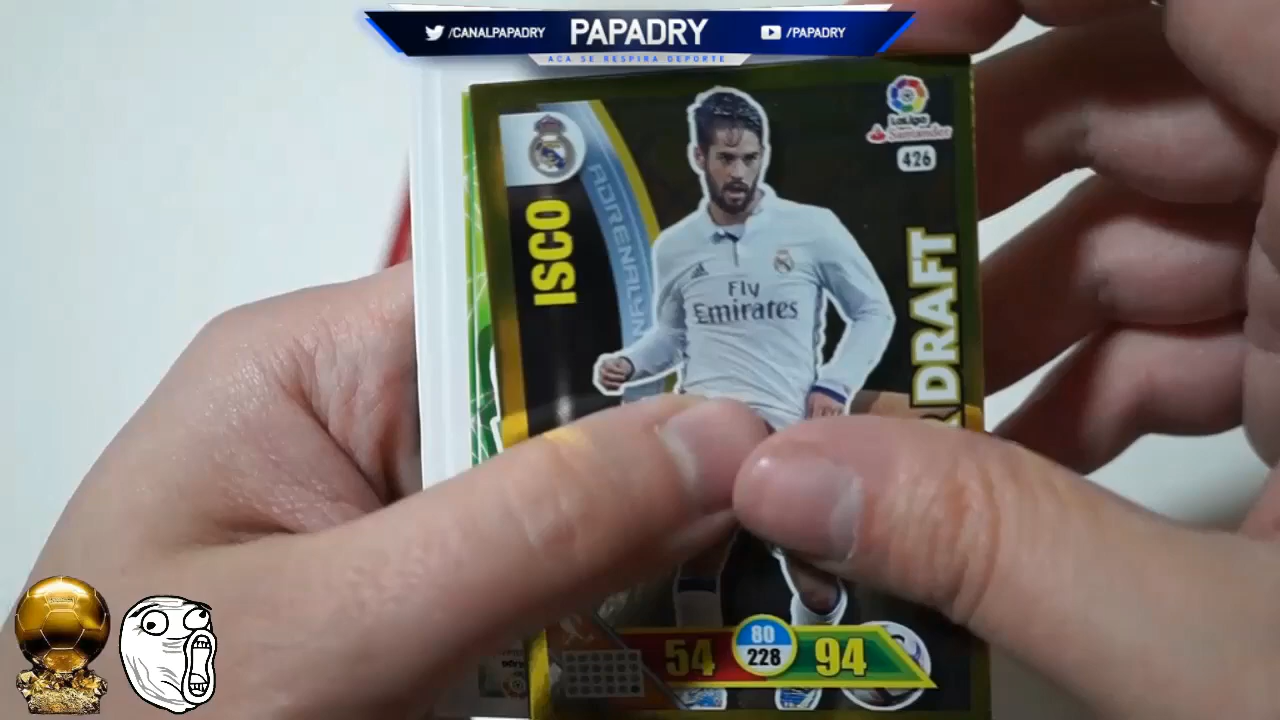 /CANALPAPADRY
PAPADRY
/PAPADRY
ACA SE RESPIRA DEPORTE
LaLiga
Santander
426
ISCO
ADRENALYN
DRAFT
Fly
Emirates
54
80
228
94